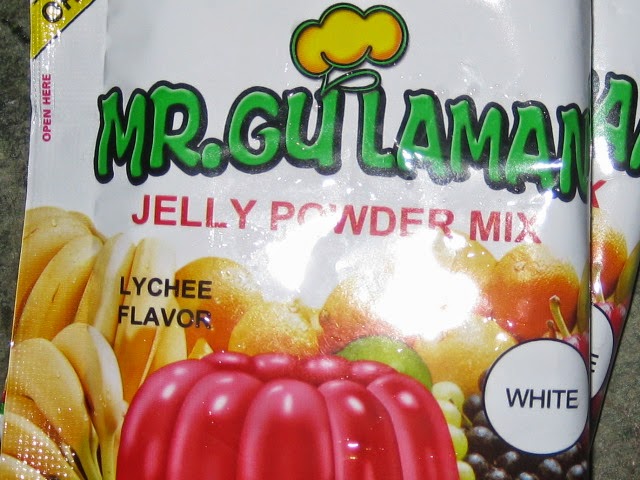 OPEN HERE
MR. GULAMAN
JELLY POWDER MIX
LYCHEE
FLAVOR
WHITE